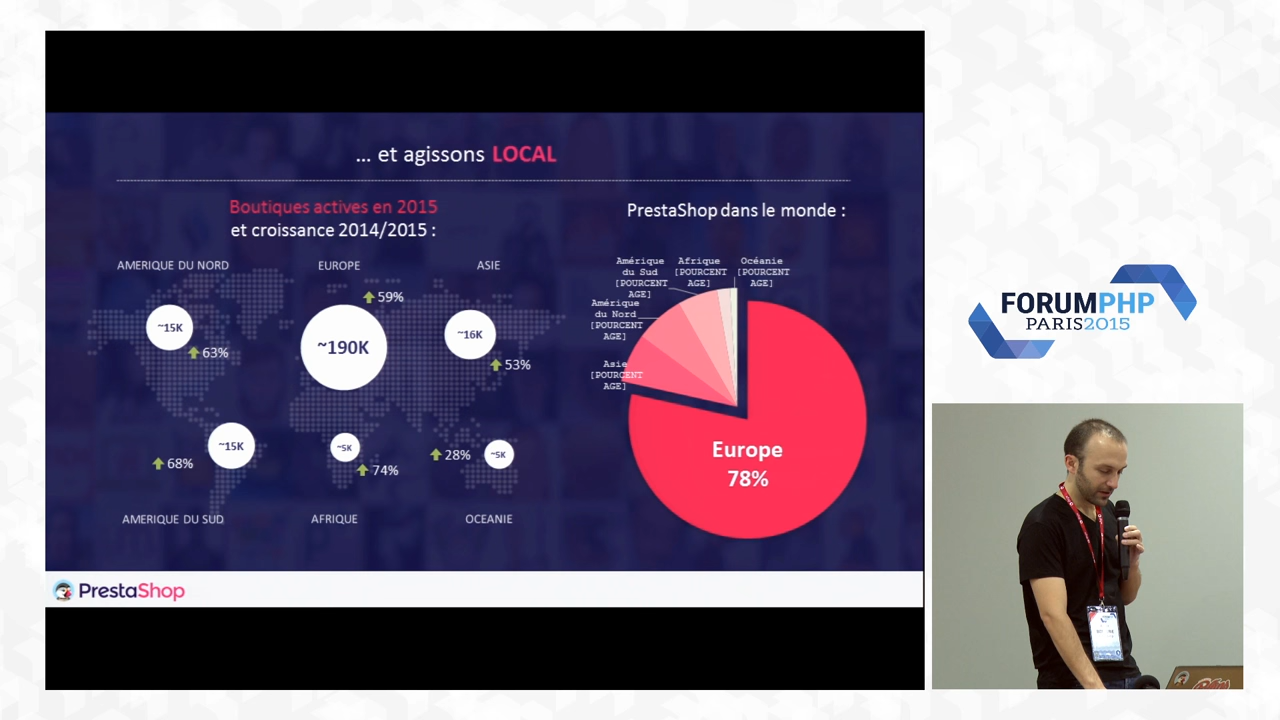 ... et agissons LOCAL
Boutiques actives en 2015
et croissance 2014/2015 :
AMERIQUE DU NORD
EUROPE
ASIE
~15K
63%
~190K
59%
~16K
53%
~15K
68%
~5K
74%
~5K
28%
AMERIQUE DU SUD
AFRIQUE
OCEANIE
PrestaShop dans le monde :
Amérique
du Sud
[POURCENT
AGE]
Afrique
[POURCENT
AGE]
Océanie
[POURCENT
AGE]
Amérique
du Nord
[POURCENT
AGE]
Asie
[POURCENT
AGE]
Europe
78%
PrestaShop
FORUMPHP
PARIS2015